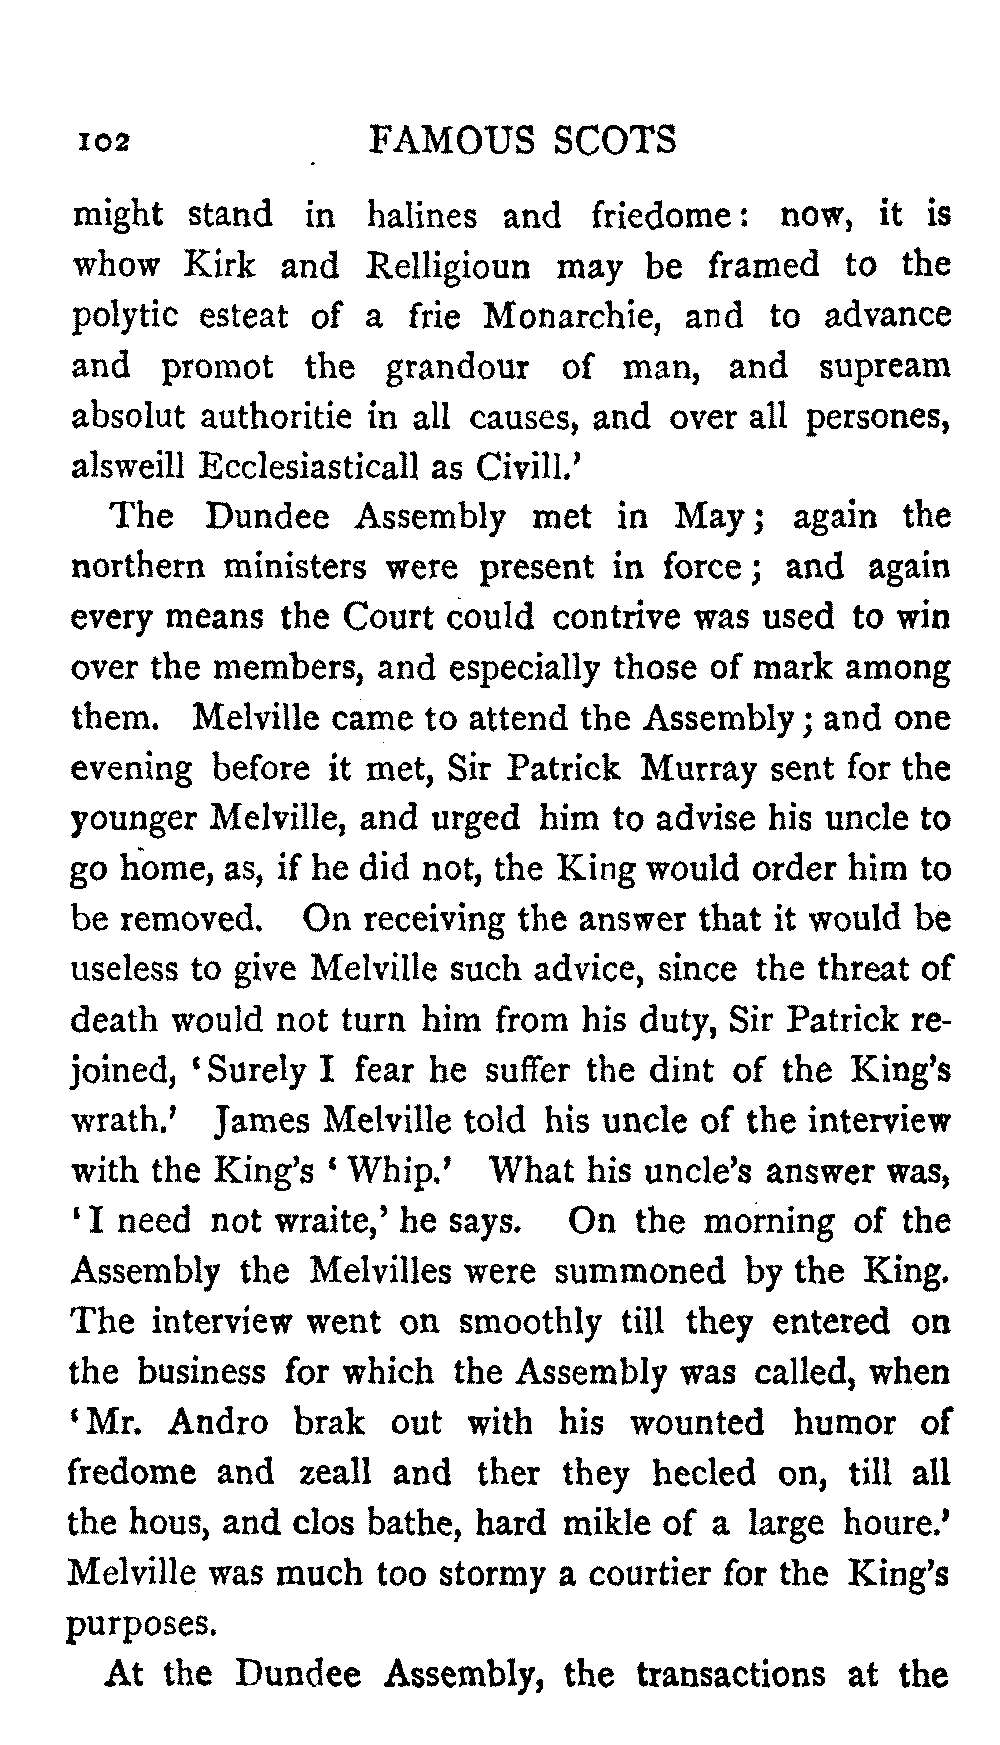 102 FAMOUS SCOTS
might stand in halines and friedome: now, it is
whow Kirk and Relligioun may be framed to the
polytic esteat of a frie Monarchie, and to advance
and promot the grandour of man, and supream
absolut authoritie in all causes, and over all persones,
alsweill Ecclesiasticall as Civill.'
The Dundee Assembly met in May; again the
northern ministers were present in force; and again
every means the Court could contrive was used to win
over the members, and especially those of mark among
them. Melville came to attend the Assembly; and one
evening before it met, Sir Patrick Murray sent for the
younger Melville, and urged him to advise his uncle to
go home, as, if he did not, the King would order him to
be removed. On receiving the answer that it would be
useless to give Melville such advice, since the threat of
death would not turn him from his duty, Sir Patrick re-
joined, 'Surely I fear he suffer the dint of the King's
wrath.' James Melville told his uncle of the interview
with the King's 'Whip.' What his uncle's answer was,
'I need not wraite,' he says. On the morning of the
Assembly the Melvilles were summoned by the King.
The interview went on smoothly till they entered on
the business for which the Assembly was called, when
'Mr. Andro brak out with his wounted humor of
fredome and zeall and ther they hecled on, till all
the hous, and clos bathe, hard mikle of a large houre.'
Melville was much too stormy a courtier for the King's
purposes.
At the Dundee Assembly, the transactions at the